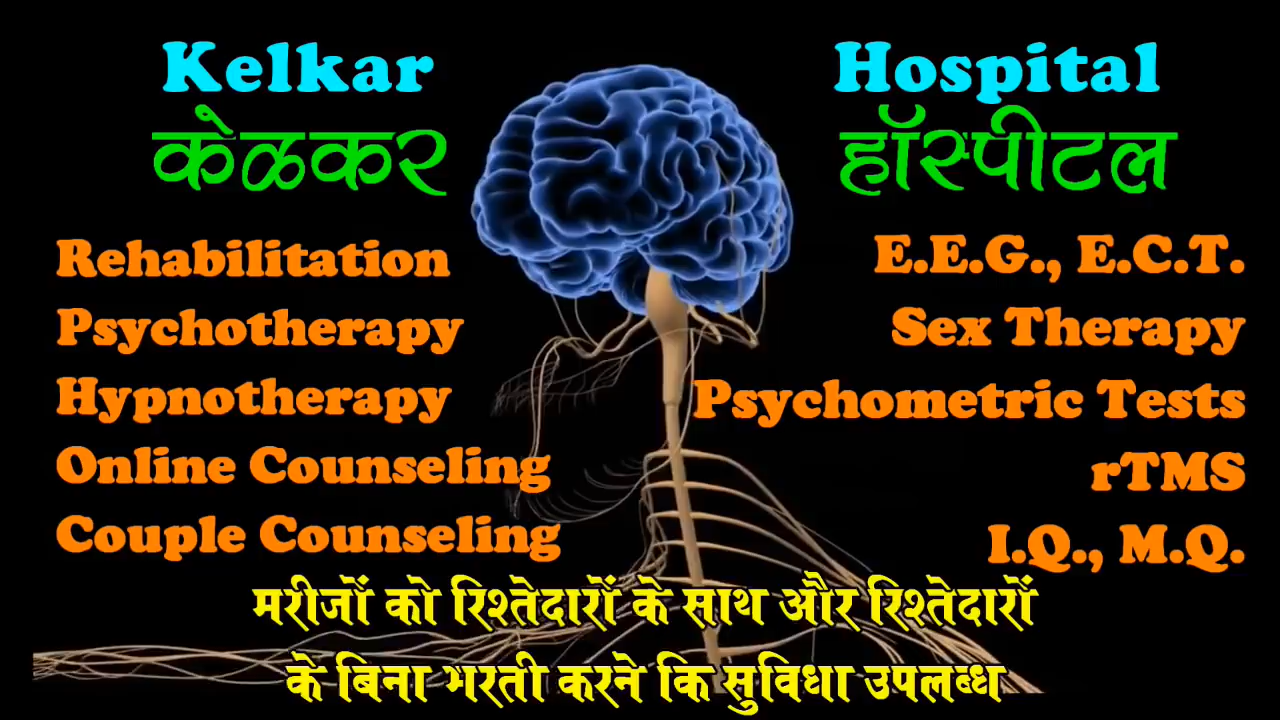 Kelkar Hospital
केळकर हॉस्पीटल
Rehabilitation
Psychotherapy
Hypnotherapy
Online Counseling
Couple Counseling
E.E.G., E.C.T.
Sex Therapy
Psychometric Tests
rTMS
I.Q., M.Q.
मरीजों को रिश्तेदारों के साथ और रिश्तेदारों
के बिना भरती करने कि सुविधा उपलब्ध